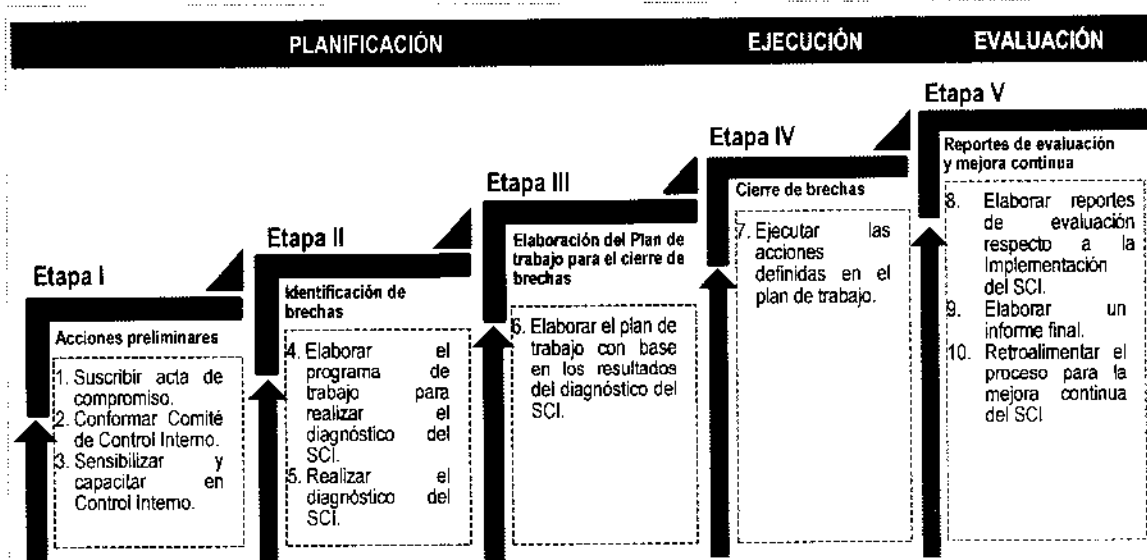 PLANIFICACIÓN
EJECUCIÓN
EVALUACIÓN
Etapa I
Acciones preliminares
1. Suscribir acta de
compromiso.
2. Conformar Comité
de Control Interno.
3. Sensibilizar y
capacitar en
Control Interno.
Etapa II
Identificación de
brechas
4. Elaborar el
programa de
trabajo para
realizar el
diagnóstico del
SCI.
5. Realizar el
diagnóstico del
SCI.
Etapa III
Elaboración del Plan de
trabajo para el cierre de
brechas
6. Elaborar el plan de
trabajo con base
en los resultados
del diagnóstico del
SCI.
Etapa IV
Cierre de brechas
7. Ejecutar las
acciones
definidas en el
plan de trabajo.
Etapa V
Reportes de evaluación
y mejora continua
8. Elaborar reportes
de evaluación
respecto a la
Implementación
del SCI.
9. Elaborar un
informe final.
10. Retroalimentar el
proceso para la
mejora continua
del SCI